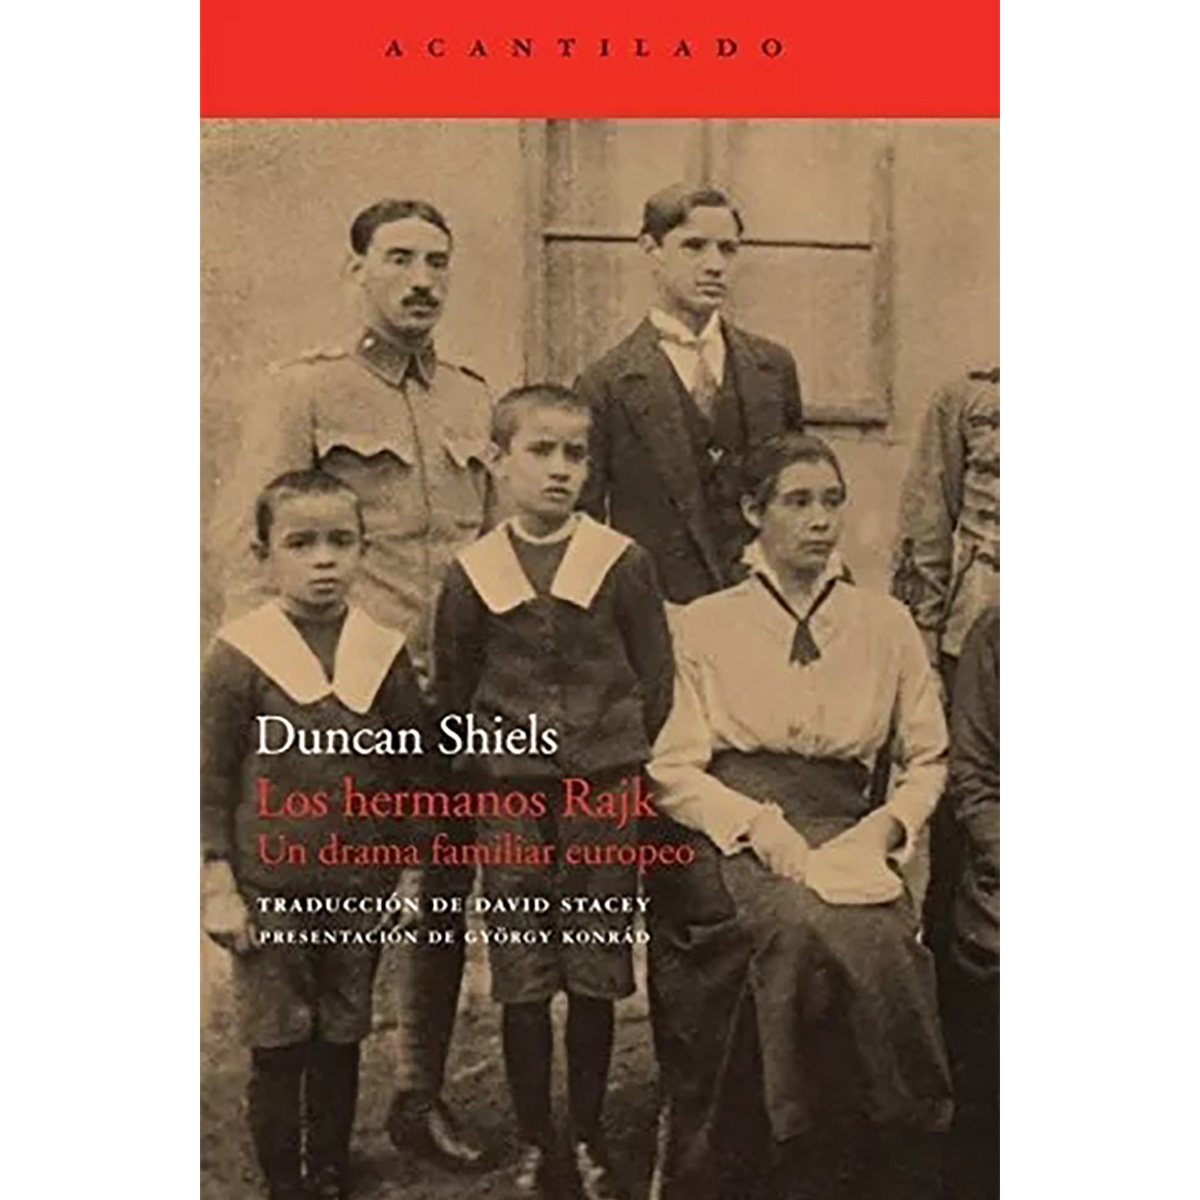 ACANTILADO
Duncan Shiels
Los hermanos Rajk
Un drama familiar europeo
TRADUCCIÓN DE DAVID STACEY
PRESENTACIÓN DE GYÖRGY KONRÁD